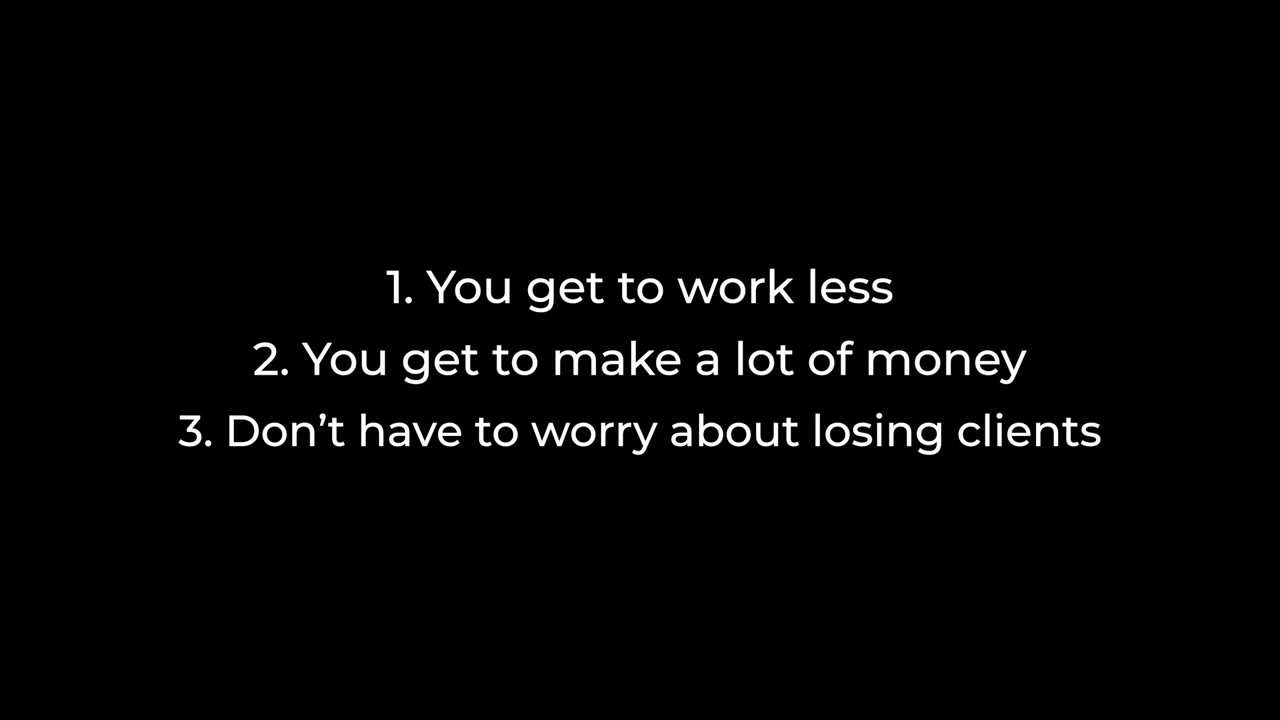 1. You get to work less
2. You get to make a lot of money
3. Don’t have to worry about losing clients